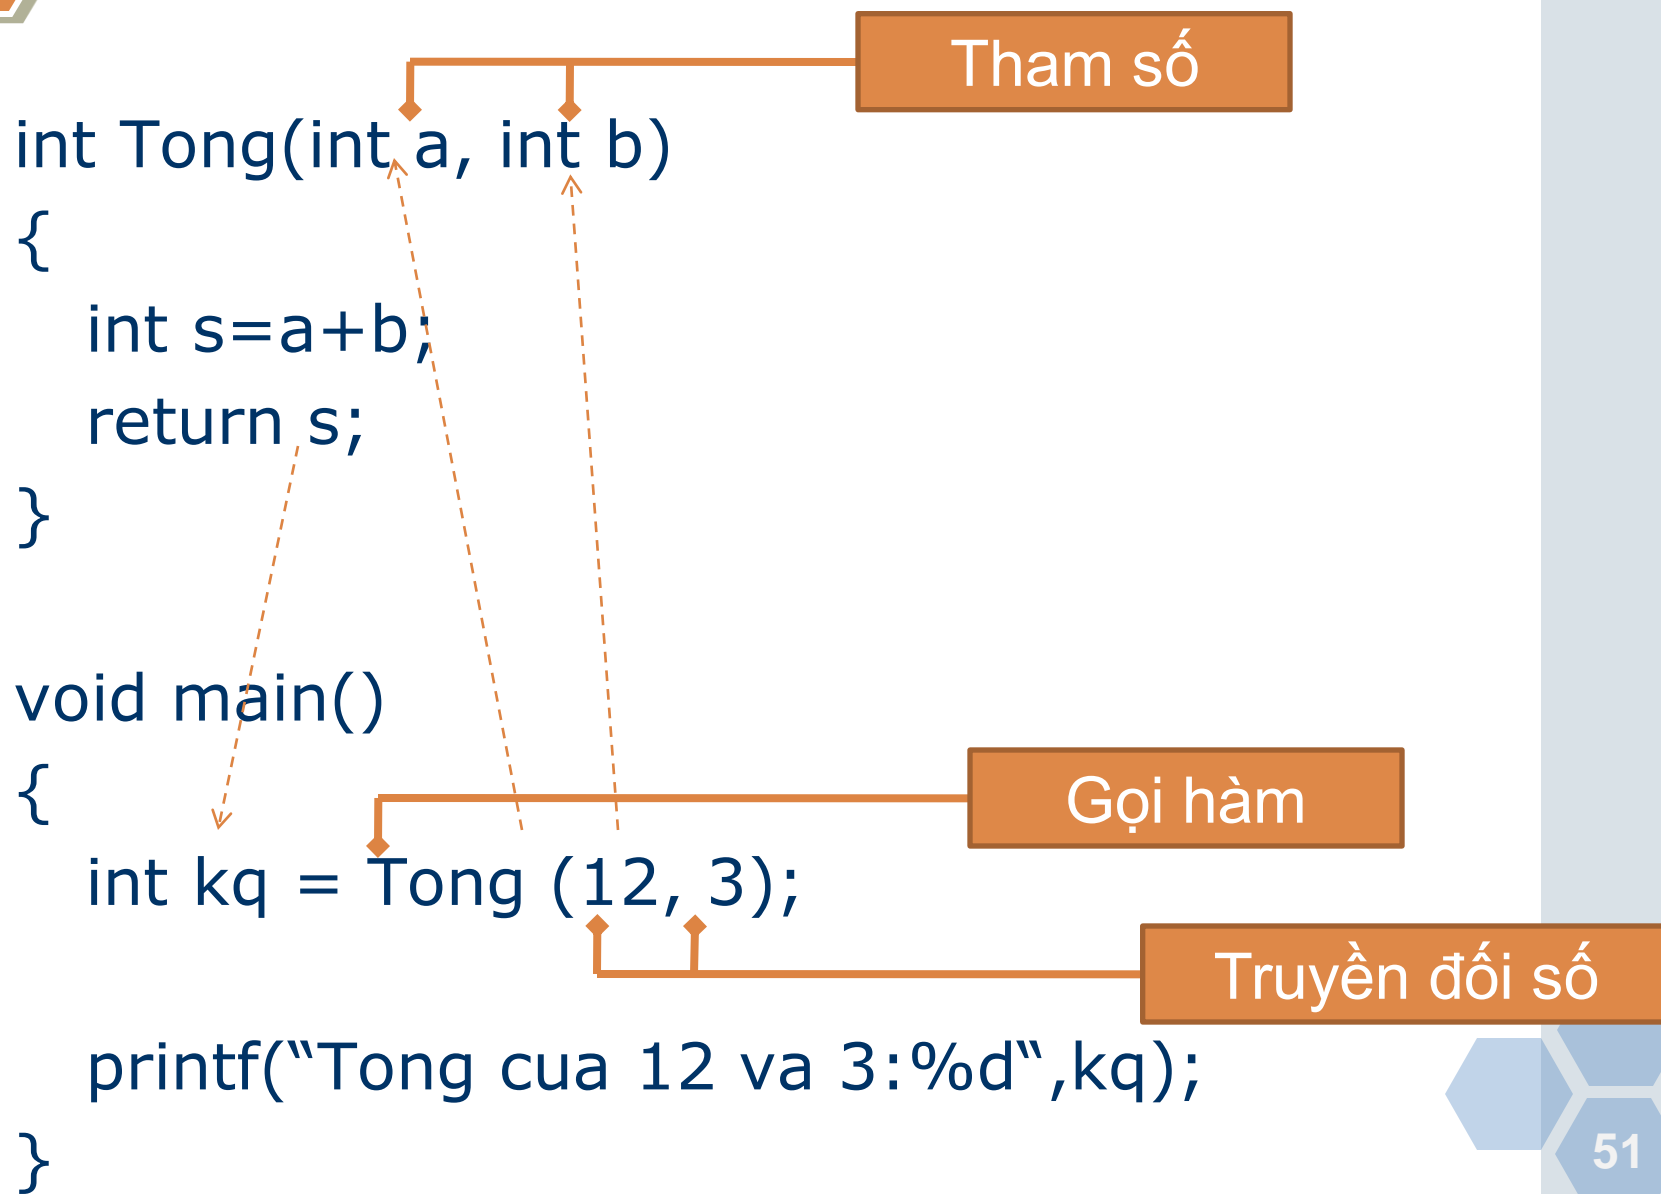 Tham số
int Tong(int a, int b)
{
int s=a+b;
return s;
}
void main()
{
Gọi hàm
int kq = Tong (12, 3);
Truyền đối số
printf(“Tong cua 12 va 3:%d“,kq);
}
51